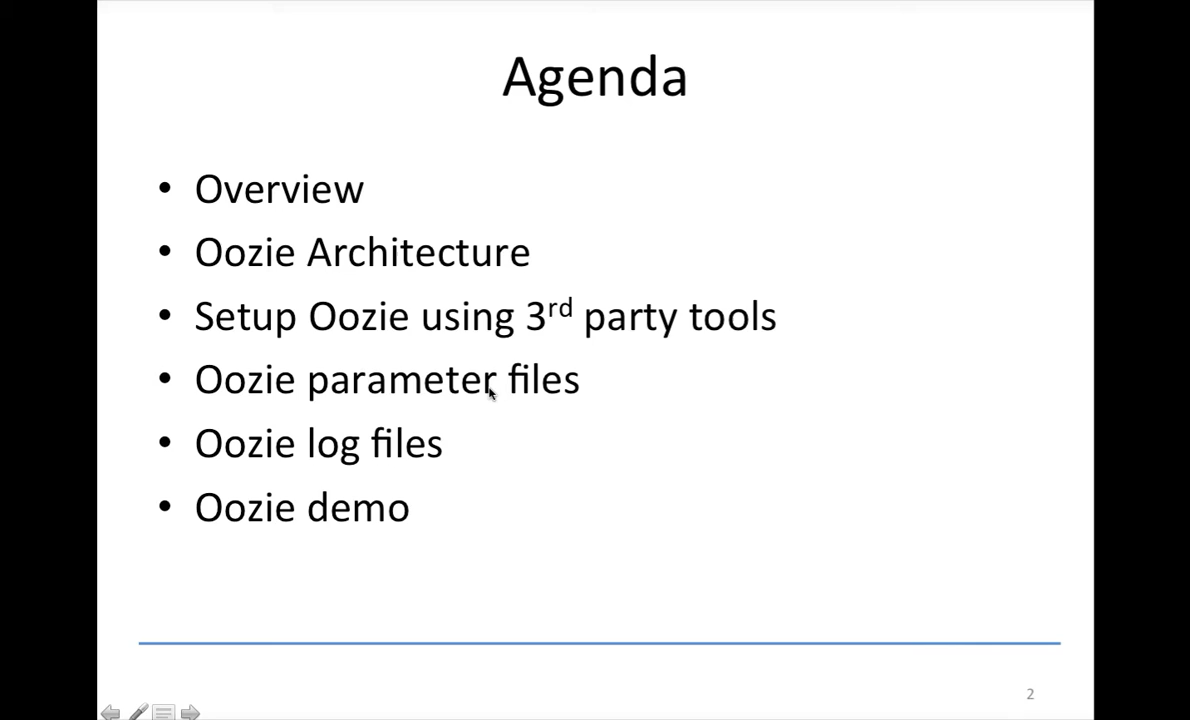 Agenda
• Overview
• Oozie Architecture
• Setup Oozie using 3rd party tools
• Oozie parameter files
• Oozie log files
• Oozie demo
2